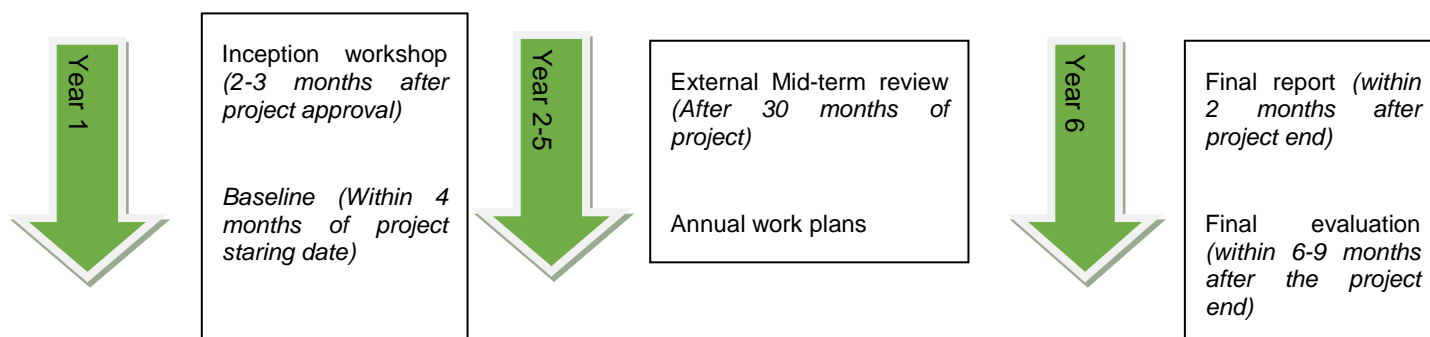 Year 1
Inception workshop
(2-3 months after
project approval)
Baseline (Within 4
months of project
staring date)
Year 2-5
External Mid-term review
(After 30 months of
project)
Annual work plans
Year 6
Final report (within
2 months after
project end)
Final evaluation
(within 6-9 months
after the project
end)